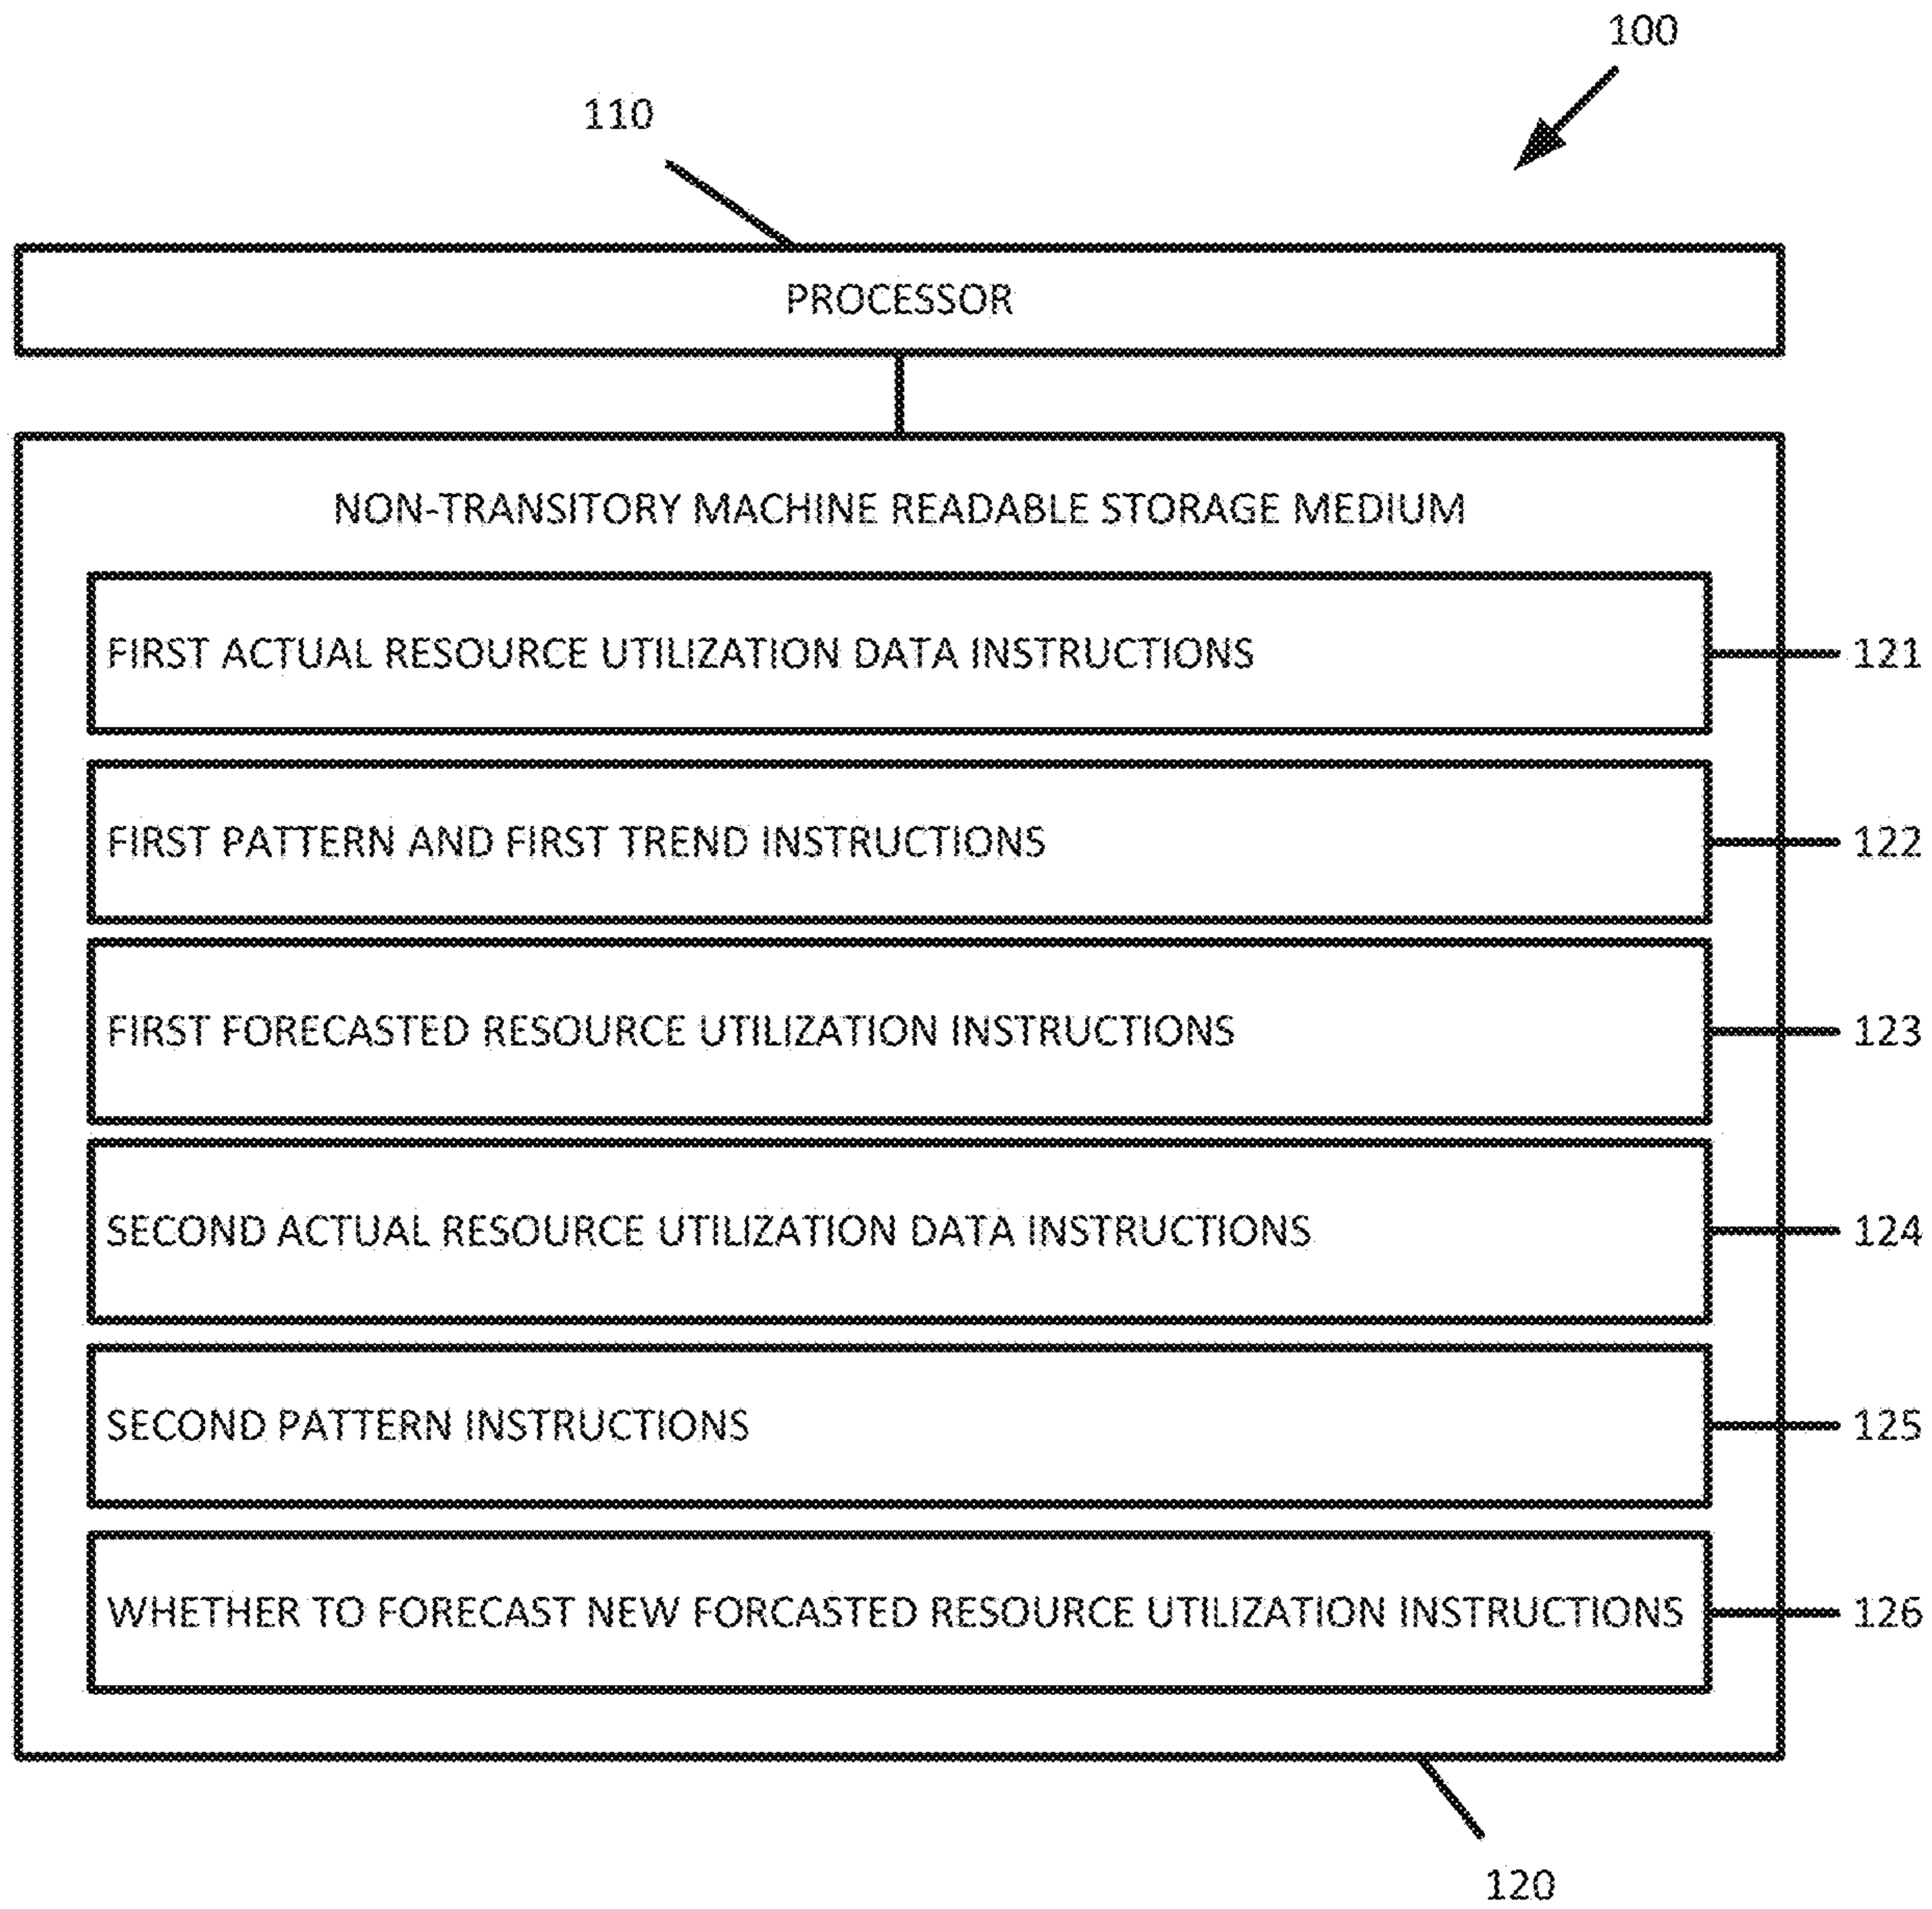 100
110
PROCESSOR
NON-TRANSITORY MACHINE READABLE STORAGE MEDIUM
FIRST ACTUAL RESOURCE UTILIZATION DATA INSTRUCTIONS
121
FIRST PATTERN AND FIRST TREND INSTRUCTIONS
122
FIRST FORECASTED RESOURCE UTILIZATION INSTRUCTIONS
123
SECOND ACTUAL RESOURCE UTILIZATION DATA INSTRUCTIONS
124
SECOND PATTERN INSTRUCTIONS
125
WHETHER TO FORECAST NEW FORCASTED RESOURCE UTILIZATION INSTRUCTIONS
126
120